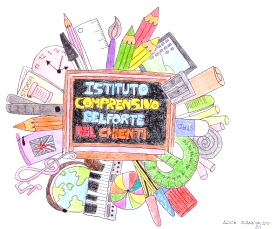 ISTITUTO
COMPRENSIVO
BELFORTE
DEL CHIENTI